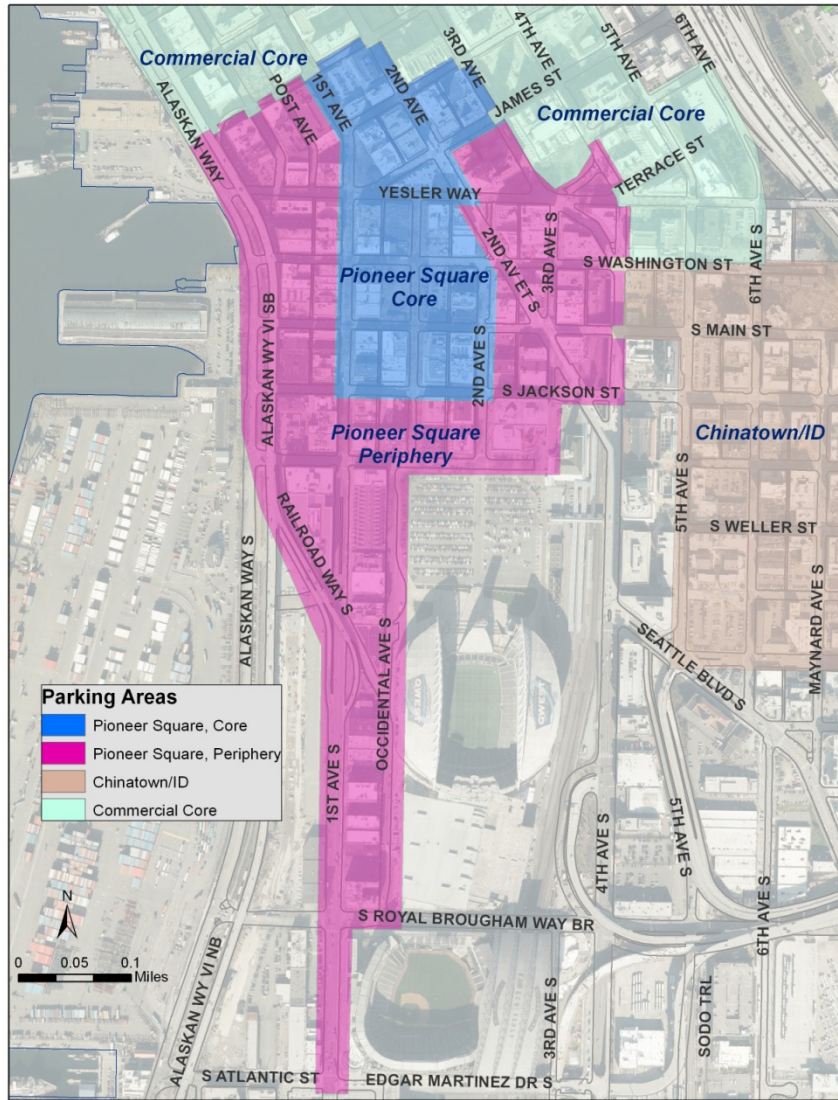 Commercial Core
3RD AVE
4TH AVE
5TH AVE
6TH AVE
ALASKAN WAY
POST AVE
1ST AVE
2ND AVE
JAMES ST
Commercial Core
TERRACE ST
YESLER WAY
2ND AV ET S
3RD AVE S
S WASHINGTON ST
6TH AVE S
Pioneer Square
Core
S MAIN ST
ALASKAN WY VI SB
2ND AVE S
S JACKSON ST
Pioneer Square
Periphery
Chinatown/ID
5TH AVE S
S WELLER ST
RAILROAD WAY S
ALASKAN WAY S
MAYNARD AVE S
SEATTLE BLVD S
OCCIDENTAL AVE S
QWEST
QWEST
Parking Areas
Pioneer Square, Core
Pioneer Square, Periphery
Chinatown/ID
Commercial Core
1ST AVE S
4TH AVE S
5TH AVE S
6TH AVE S
N
S ROYAL BROUGHAM WAY BR
0 0.05 0.1
Miles
ALASKAN WY VI NB
3RD AVE S
SODO TRL
S ATLANTIC ST
EDGAR MARTINEZ DR S